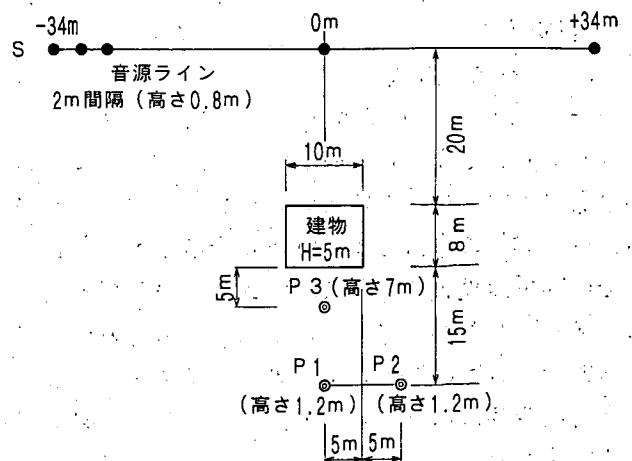 -34m
0m
+34m
S
音源ライン
2m間隔（高さ0.8m）
20m
10m
建物
H=5m
8m
5m
P3（高さ7m）
15m
P1
P2
（高さ1.2m）
（高さ1.2m）
5m
5m